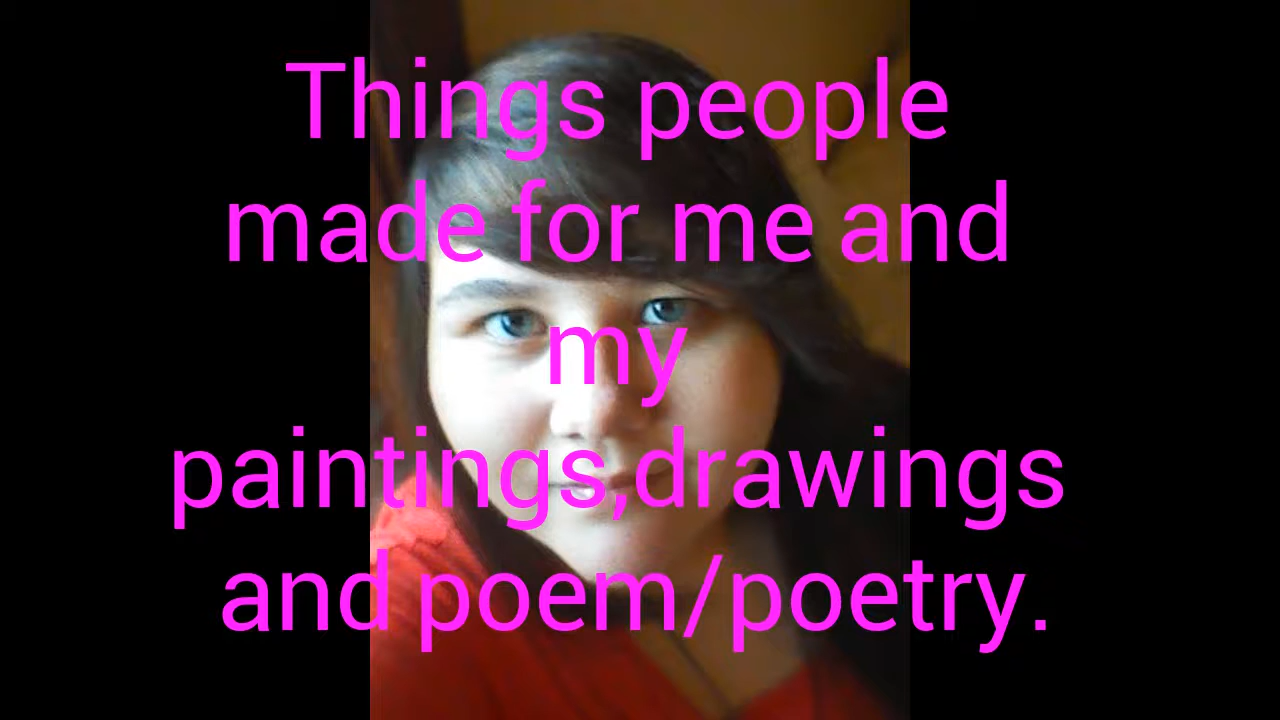 Things people
made for me and
my
paintings,drawings
and poem/poetry.